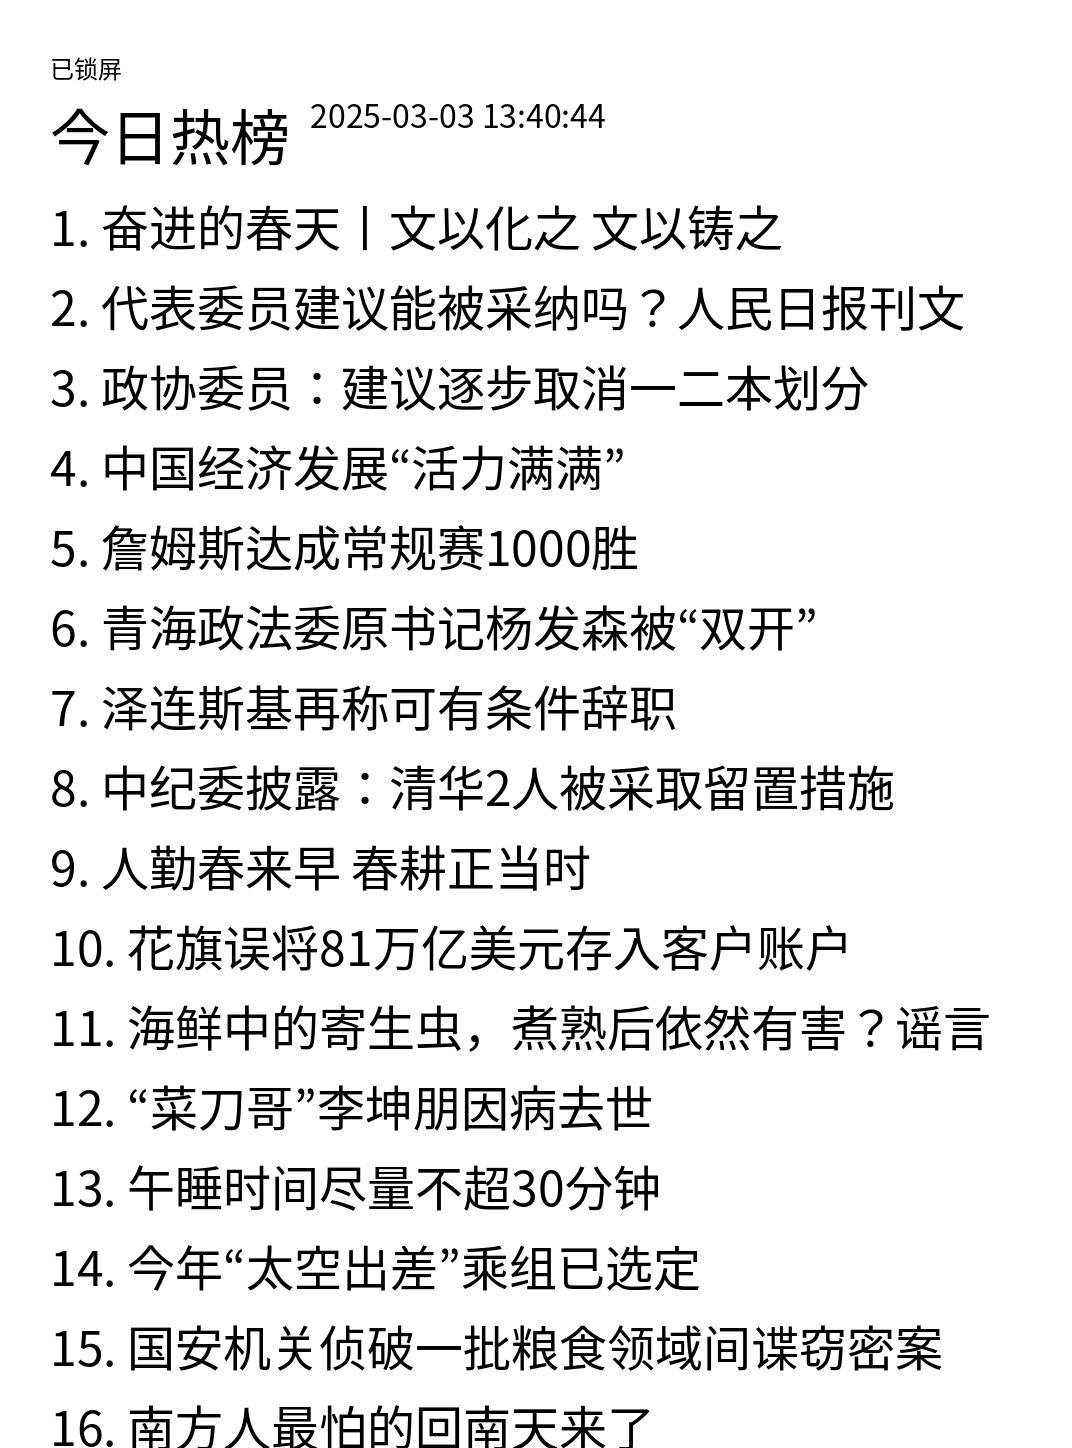 已锁屏
今日热榜 2025-03-03 13:40:44
1. 奋进的春天丨文以化之 文以铸之
2. 代表委员建议能被采纳吗？人民日报刊文
3. 政协委员：建议逐步取消一二本划分
4. 中国经济发展“活力满满”
5. 詹姆斯达成常规赛1000胜
6. 青海政法委原书记杨发森被“双开”
7. 泽连斯基再称可有条件辞职
8. 中纪委披露：清华2人被采取留置措施
9. 人勤春来早 春耕正当时
10. 花旗误将81万亿美元存入客户账户
11. 海鲜中的寄生虫，煮熟后依然有害？谣言
12. “菜刀哥”李坤朋因病去世
13. 午睡时间尽量不超30分钟
14. 今年“太空出差”乘组已选定
15. 国安机关侦破一批粮食领域间谍窃密案
16. 南方人最怕的回南天来了